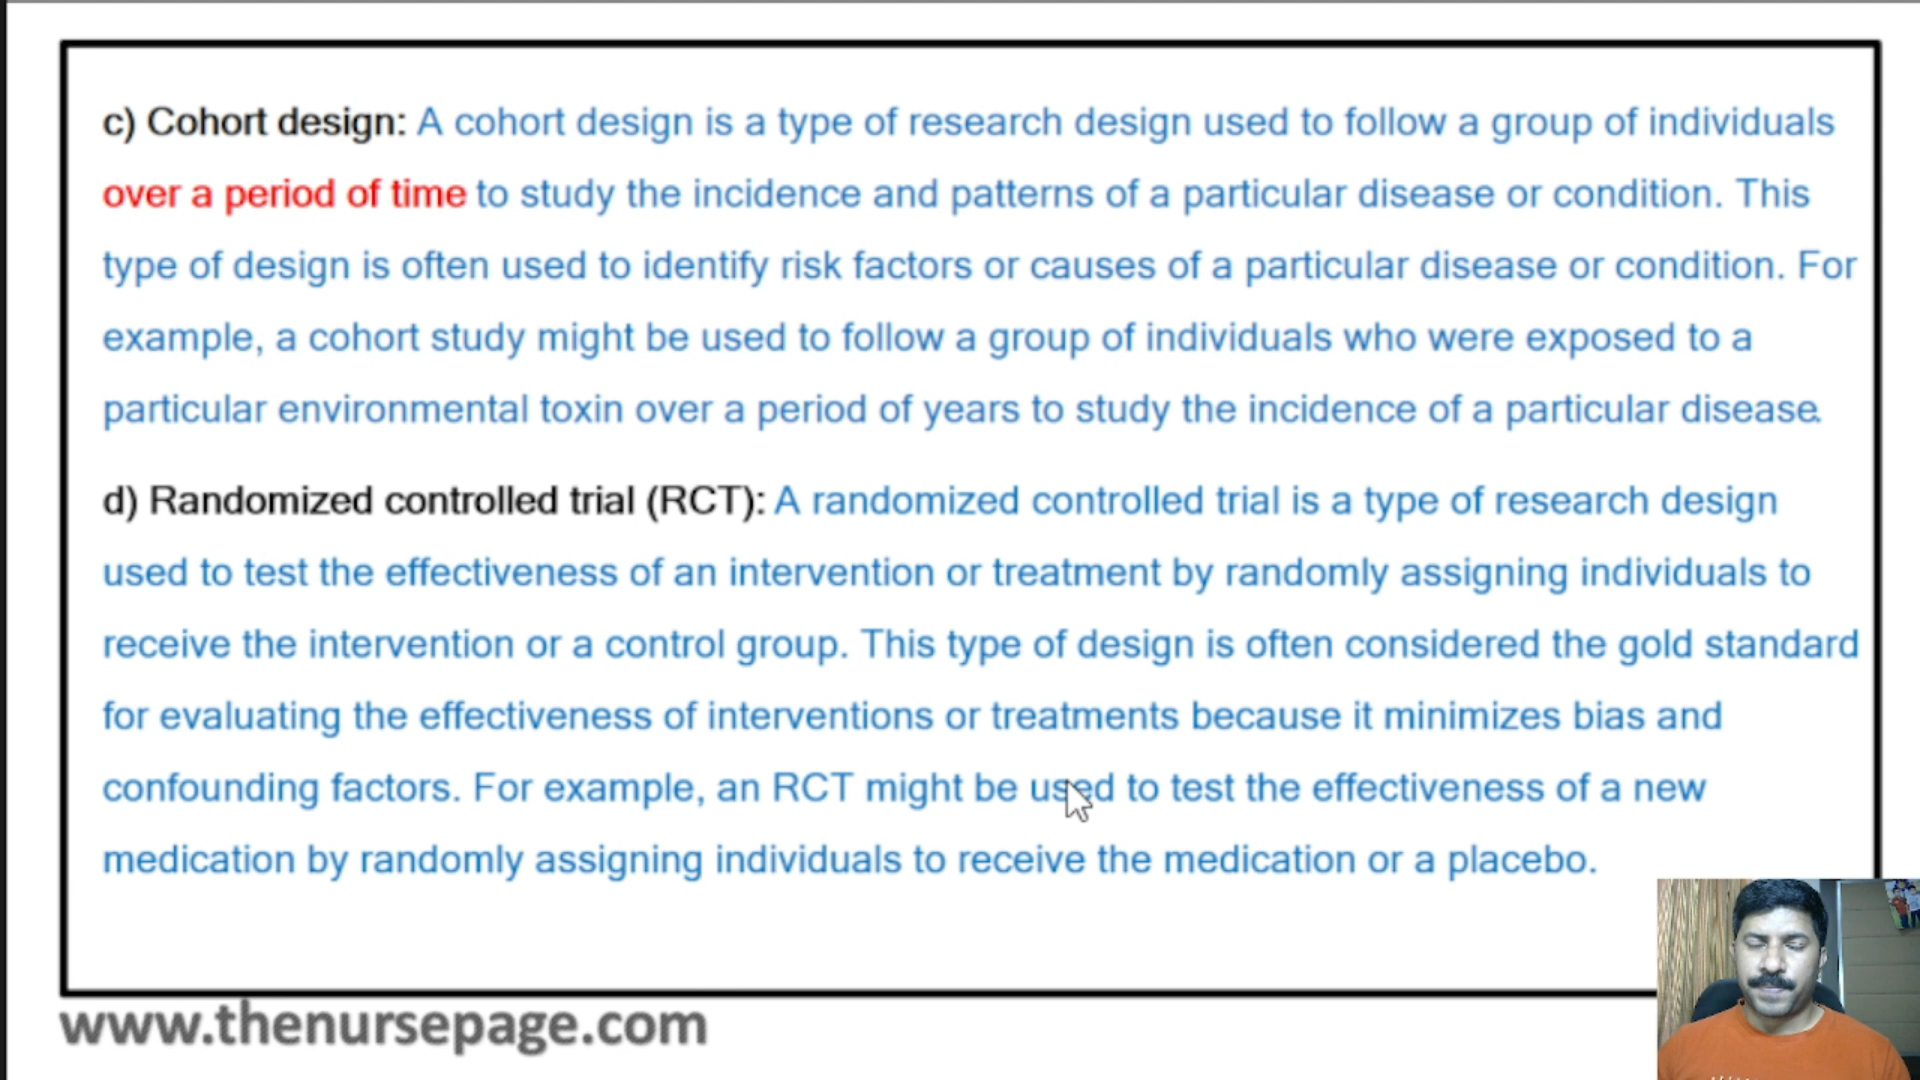 c) Cohort design: A cohort design is a type of research design used to follow a group of individuals
over a period of time to study the incidence and patterns of a particular disease or condition. This
type of design is often used to identify risk factors or causes of a particular disease or condition. For
example, a cohort study might be used to follow a group of individuals who were exposed to a
particular environmental toxin over a period of years to study the incidence of a particular disease.
d) Randomized controlled trial (RCT): A randomized controlled trial is a type of research design
used to test the effectiveness of an intervention or treatment by randomly assigning individuals to
receive the intervention or a control group. This type of design is often considered the gold standard
for evaluating the effectiveness of interventions or treatments because it minimizes bias and
confounding factors. For example, an RCT might be used to test the effectiveness of a new
medication by randomly assigning individuals to receive the medication or a placebo.
www.thenursepage.com